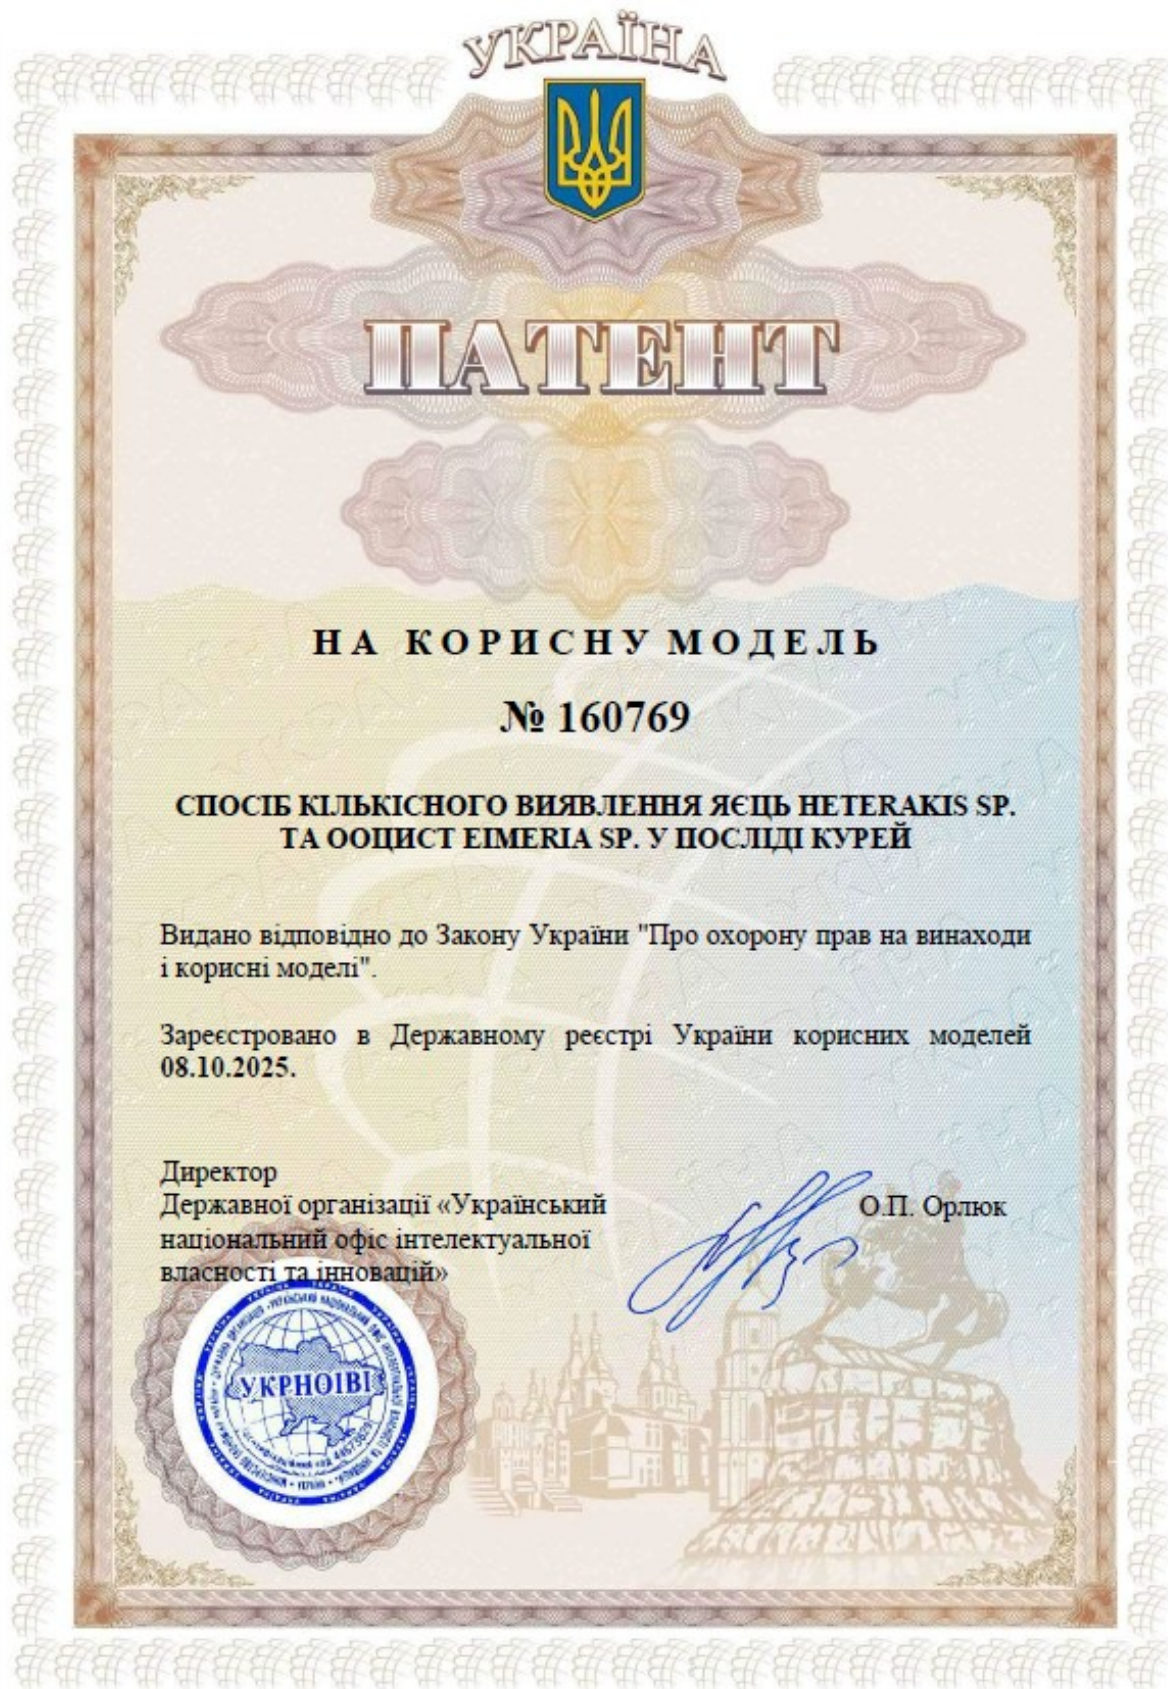 УКРАЇНА
ПАТЕНТ
НА КОРИСНУ МОДЕЛЬ
№ 160769
СПОСІБ КІЛЬКІСНОГО ВИЯВЛЕННЯ ЯЄЦЬ HETERAKIS SP.
ТА ООЦИСТ EIMERIA SP. У ПОСЛІДІ КУРЕЙ
Видано відповідно до Закону України "Про охорону прав на винаходи
і корисні моделі".
Зареєстровано в Державному реєстрі України корисних моделей
08.10.2025.
Директор
Державної організації «Український
національний офіс інтелектуальної
власності та інновацій»
О.П. Орлюк
УКРНОІВІ